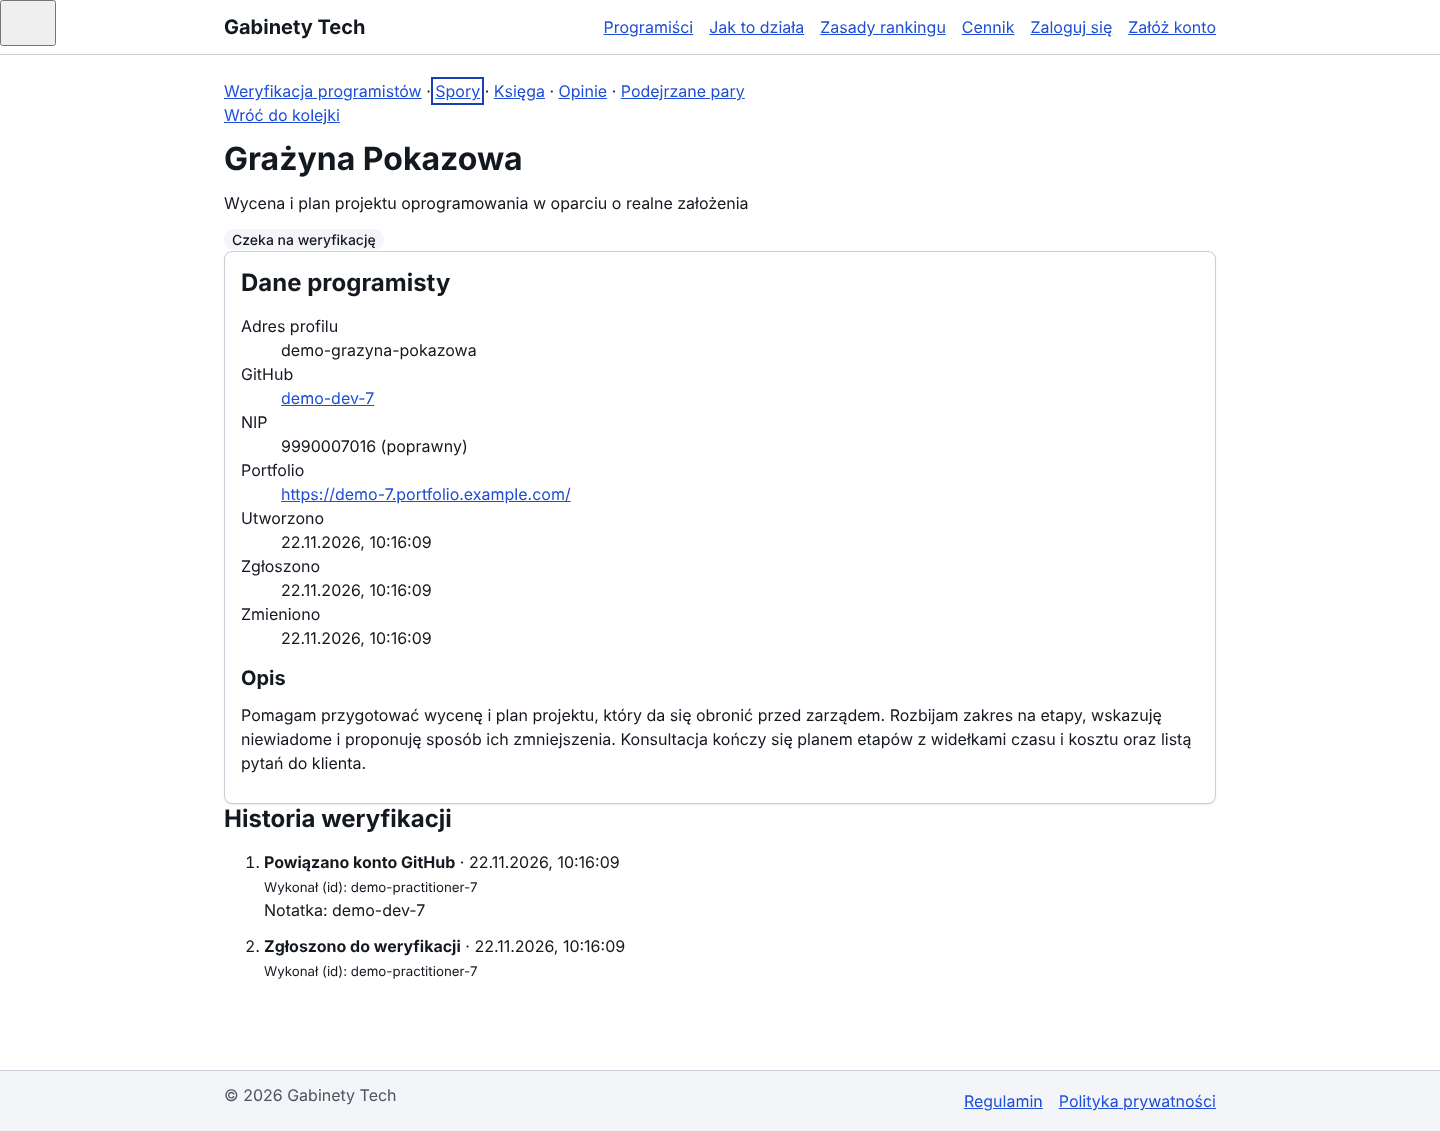 Gabinety Tech
Programiści Jak to działa Zasady rankingu Cennik Zaloguj się Załóż konto
Weryfikacja programistów · Spory · Księga · Opinie · Podejrzane pary
Wróć do kolejki
Grażyna Pokazowa
Wycena i plan projektu oprogramowania w oparciu o realne założenia
Czeka na weryfikację
Dane programisty
Adres profilu
demo-grazyna-pokazowa
GitHub
demo-dev-7
NIP
9990007016 (poprawny)
Portfolio
https://demo-7.portfolio.example.com/
Utworzono
22.11.2026, 10:16:09
Zgłoszono
22.11.2026, 10:16:09
Zmieniono
22.11.2026, 10:16:09
Opis
Pomagam przygotować wycenę i plan projektu, który da się obronić przed zarządem. Rozbijam zakres na etapy, wskazuję
niewiadome i proponuję sposób ich zmniejszenia. Konsultacja kończy się planem etapów z widełkami czasu i kosztu oraz listą
pytań do klienta.
Historia weryfikacji
1. Powiązano konto GitHub · 22.11.2026, 10:16:09
Wykonał (id): demo-practitioner-7
Notatka: demo-dev-7
2. Zgłoszono do weryfikacji · 22.11.2026, 10:16:09
Wykonał (id): demo-practitioner-7
© 2026 Gabinety Tech
Regulamin Polityka prywatności